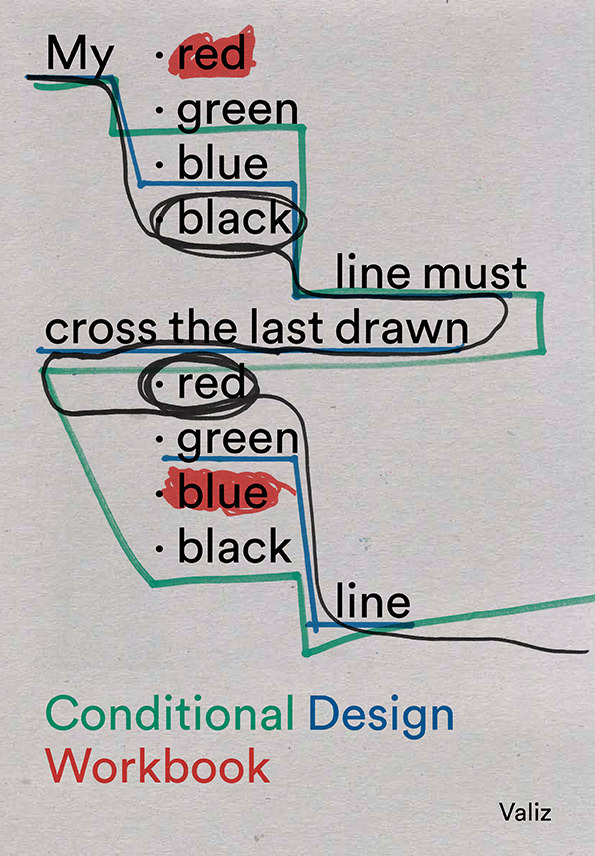 My · red
· green
· blue
· black
line must
cross the last drawn
· red
· green
· blue
· black
line
Conditional Design
Workbook
Valiz